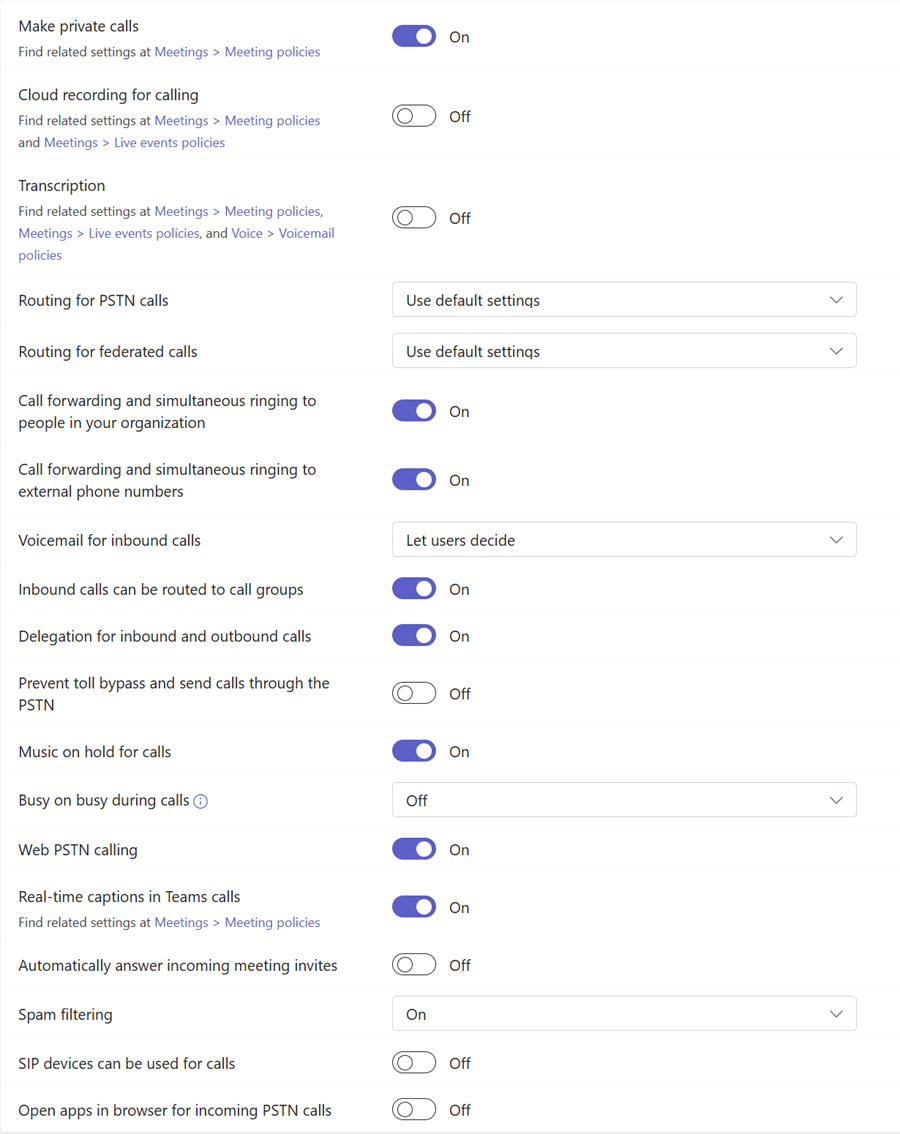 Make private calls
On
Find related settings at Meetings > Meeting policies
Cloud recording for calling
Find related settings at Meetings > Meeting policies
Off
and Meetings > Live events policies
Transcription
Find related settings at Meetings > Meeting policies,
Off
Meetings > Live events policies, and Voice > Voicemail
policies
Routing for PSTN calls
Use default settings
Routing for federated calls
Use default settings
Call forwarding and simultaneous ringing to
people in your organization
On
Call forwarding and simultaneous ringing to
external phone numbers
On
Voicemail for inbound calls
Let users decide
Inbound calls can be routed to call groups
On
Delegation for inbound and outbound calls
On
Prevent toll bypass and send calls through the
PSTN
Off
Music on hold for calls
On
Busy on busy during calls
Off
Web PSTN calling
On
Real-time captions in Teams calls
Find related settings at Meetings > Meeting policies
On
Automatically answer incoming meeting invites
Off
Spam filtering
On
SIP devices can be used for calls
Off
Open apps in browser for incoming PSTN calls
Off